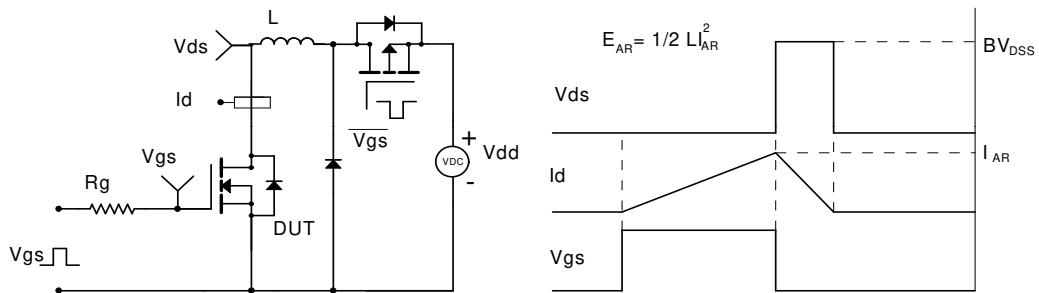 L
Vds
Id
Vgs
Rg
DUT
Vgs
Vgs
+
VDC
Vdd
-
E_AR= 1/2 LI_AR^2
BV_DSS
Vds
I_AR
Id
Vgs